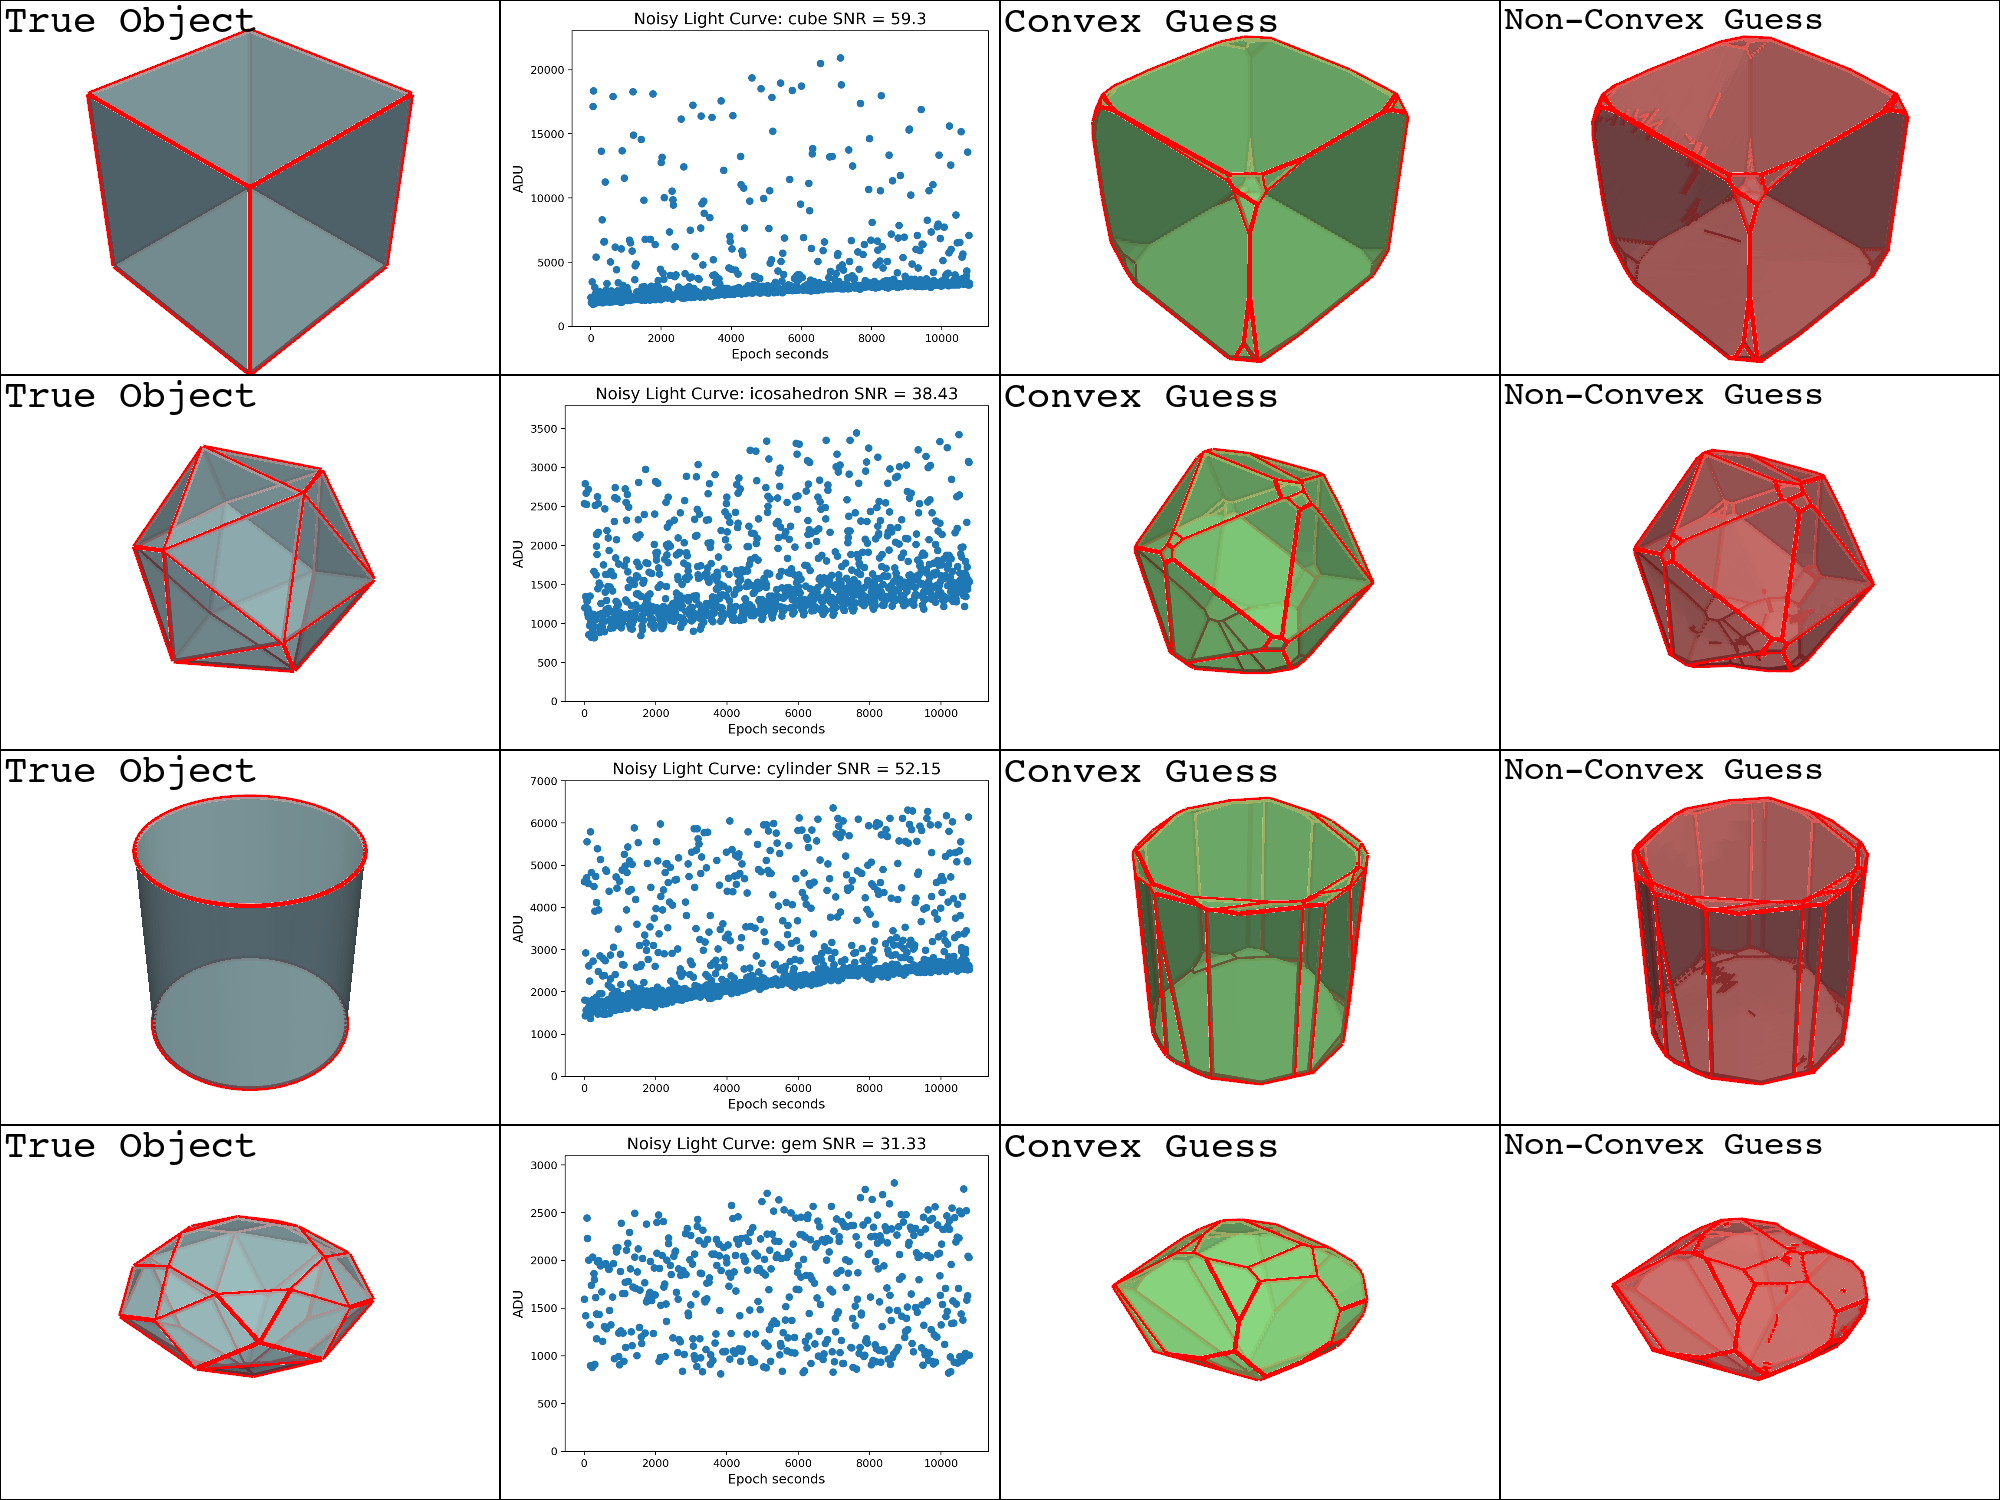 True Object
Noisy Light Curve: cube SNR = 59.3
20000
15000
10000
5000
0
ADU
0 2000 4000 6000 8000 10000
Epoch seconds
Convex Guess
Non-Convex Guess
True Object
Noisy Light Curve: icosahedron SNR = 38.43
3500
3000
2500
2000
1500
1000
500
0
ADU
0 2000 4000 6000 8000 10000
Epoch seconds
Convex Guess
Non-Convex Guess
True Object
Noisy Light Curve: cylinder SNR = 52.15
7000
6000
5000
4000
3000
2000
1000
0
ADU
0 2000 4000 6000 8000 10000
Epoch seconds
Convex Guess
Non-Convex Guess
True Object
Noisy Light Curve: gem SNR = 31.33
3000
2500
2000
1500
1000
500
0
ADU
0 2000 4000 6000 8000 10000
Epoch seconds
Convex Guess
Non-Convex Guess